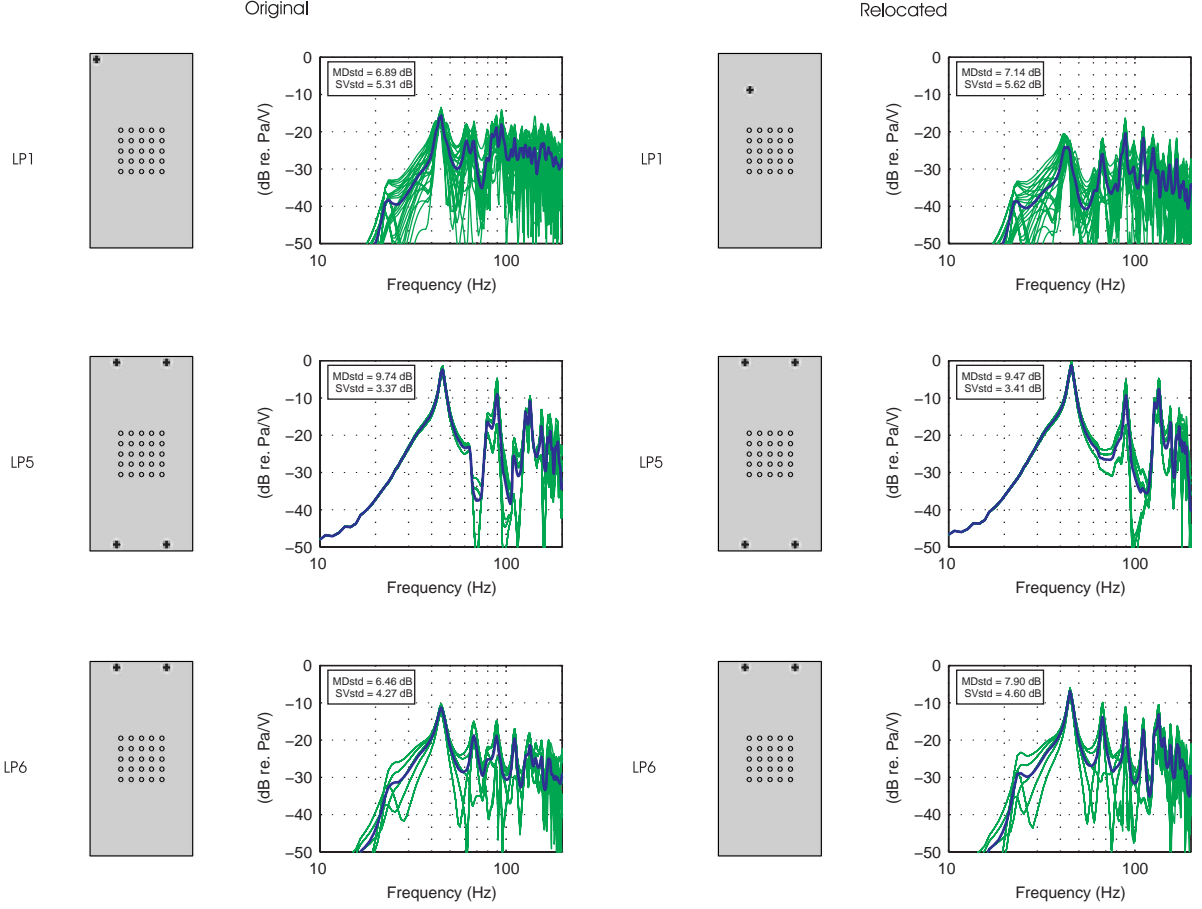 Original
Relocated
LP1
MDstd = 6.89 dB
SVstd = 5.31 dB
0
−10
−20
−30
−40
−50
10
100
Frequency (Hz)
(dB re. Pa/V)
LP1
MDstd = 7.14 dB
SVstd = 5.62 dB
0
−10
−20
−30
−40
−50
10
100
Frequency (Hz)
(dB re. Pa/V)
LP5
MDstd = 9.74 dB
SVstd = 3.37 dB
0
−10
−20
−30
−40
−50
10
100
Frequency (Hz)
(dB re. Pa/V)
LP5
MDstd = 9.47 dB
SVstd = 3.41 dB
0
−10
−20
−30
−40
−50
10
100
Frequency (Hz)
(dB re. Pa/V)
LP6
MDstd = 6.46 dB
SVstd = 4.27 dB
0
−10
−20
−30
−40
−50
10
100
Frequency (Hz)
(dB re. Pa/V)
LP6
MDstd = 7.90 dB
SVstd = 4.60 dB
0
−10
−20
−30
−40
−50
10
100
Frequency (Hz)
(dB re. Pa/V)